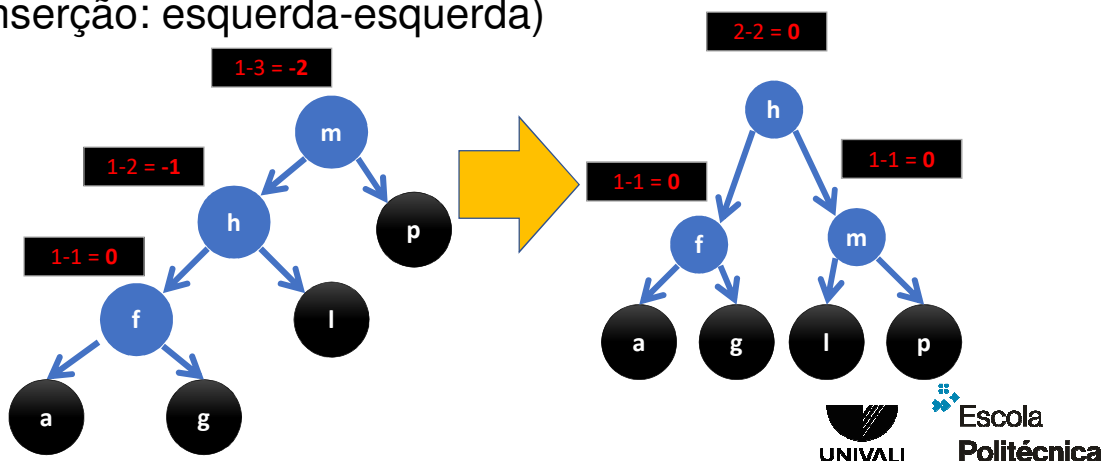 nserção: esquerda-esquerda)
2-2 = 0
1-3 = -2
h
m
1-2 = -1
1-1 = 0
1-1 = 0
h
p
f
m
1-1 = 0
f
l
a
g
l
p
a
g
Escola
UNIVALI
Politécnica